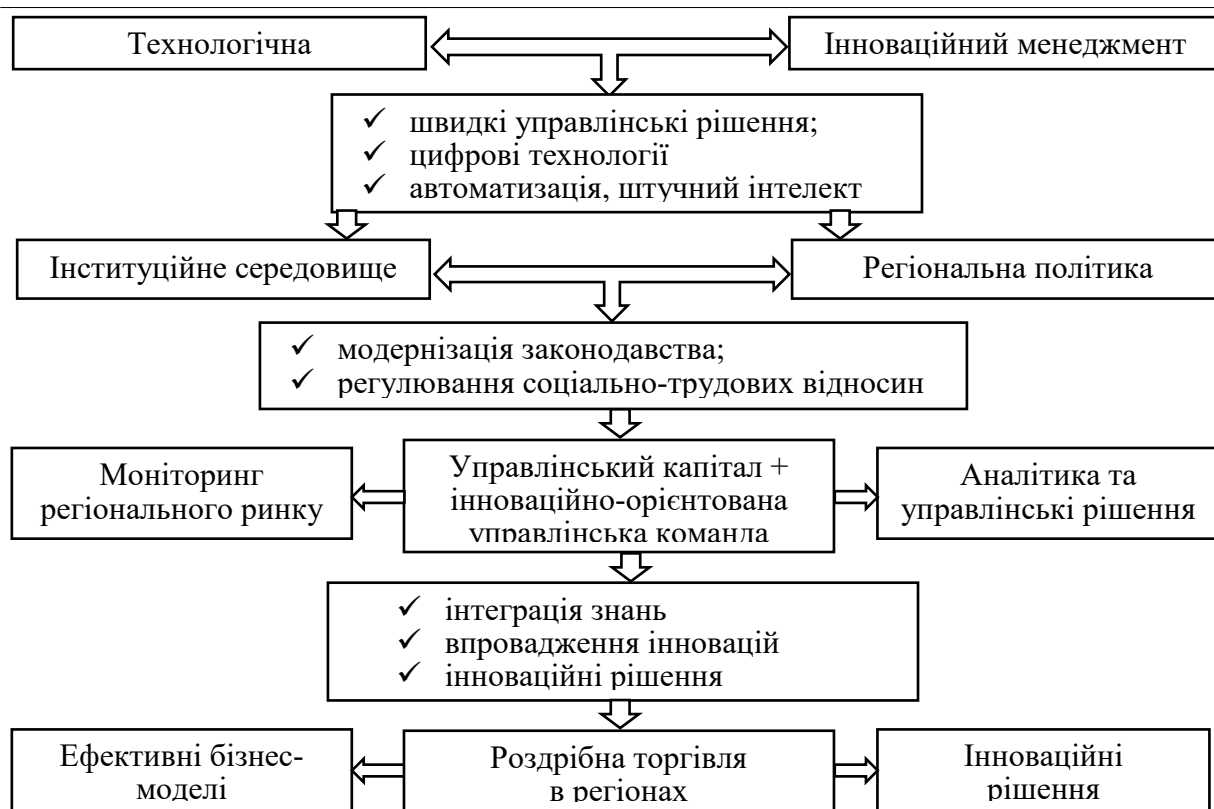 Технологічна
Інноваційний менеджмент
✓ швидкі управлінські рішення;
✓ цифрові технології
✓ автоматизація, штучний інтелект
Інституційне середовище
Регіональна політика
✓ модернізація законодавства;
✓ регулювання соціально-трудових відносин
Моніторинг
регіонального ринку
Управлінський капітал +
інноваційно-орієнтована
управлінська команда
Аналітика та
управлінські рішення
✓ інтеграція знань
✓ впровадження інновацій
✓ інноваційні рішення
Ефективні бізнес-
моделі
Роздрібна торгівля
в регіонах
Інноваційні
рішення